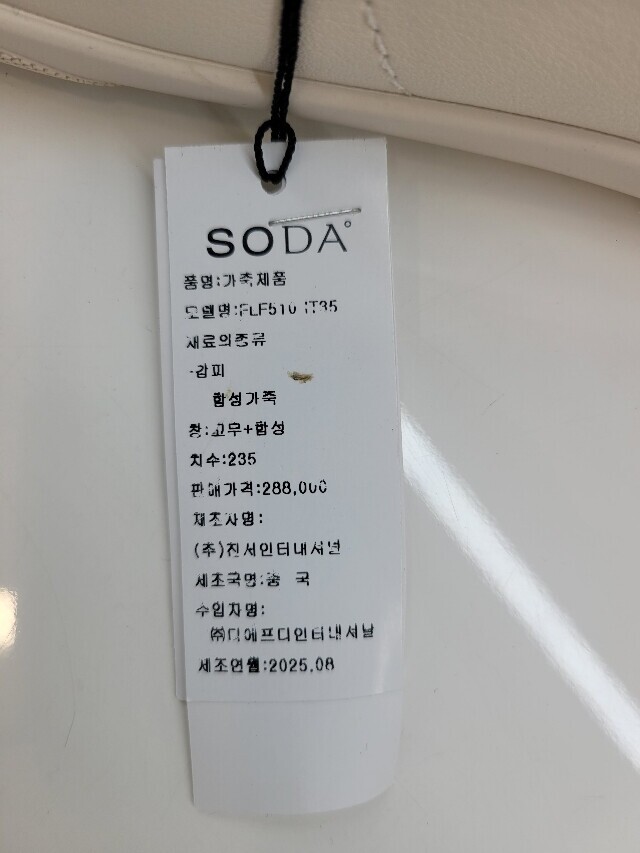 SODA
품명:가죽제품
모델명:
재료의종류
-갑피
합성가죽
창:고무+합성
치수:235
판매가격:288,000
제조자명:
(주)진서인터내셔널
제조국명:중 국
수입자명:
㈜디에프디인터내셔날
제조연월:2025.08